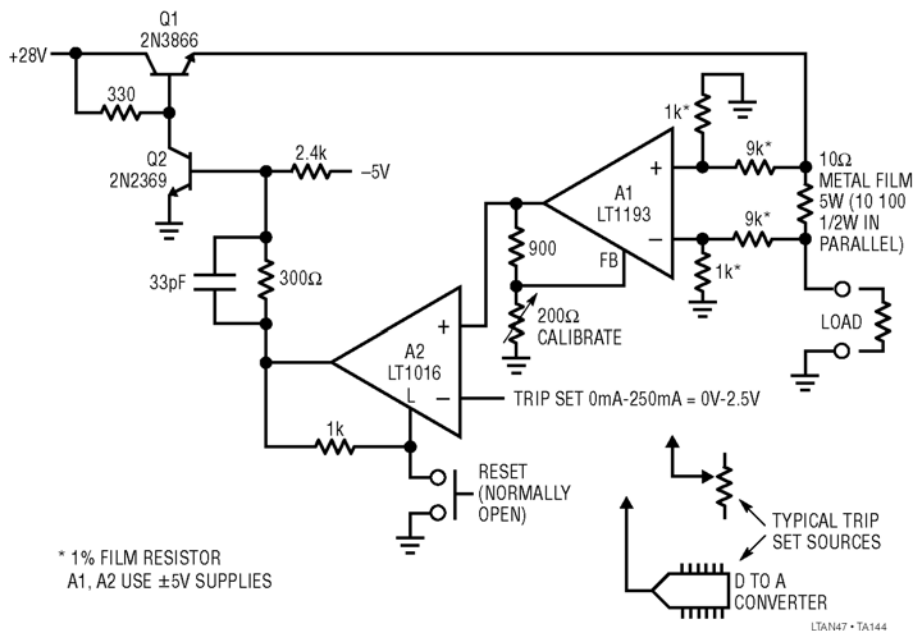 Q1
2N3866
+28V
330
Q2
2N2369
2.4k
–5V
33pF
300Ω
1k*
9k*
10Ω
METAL FILM
5W (10 100
1/2W IN
PARALLEL)
+
A1
LT1193
–
9k*
1k*
FB
900
200Ω
CALIBRATE
LOAD
+
A2
LT1016
L
–
TRIP SET 0mA-250mA = 0V-2.5V
1k
RESET
(NORMALLY
OPEN)
TYPICAL TRIP
SET SOURCES
D TO A
CONVERTER
* 1% FILM RESISTOR
A1, A2 USE ±5V SUPPLIES
LTAN47 • TA144